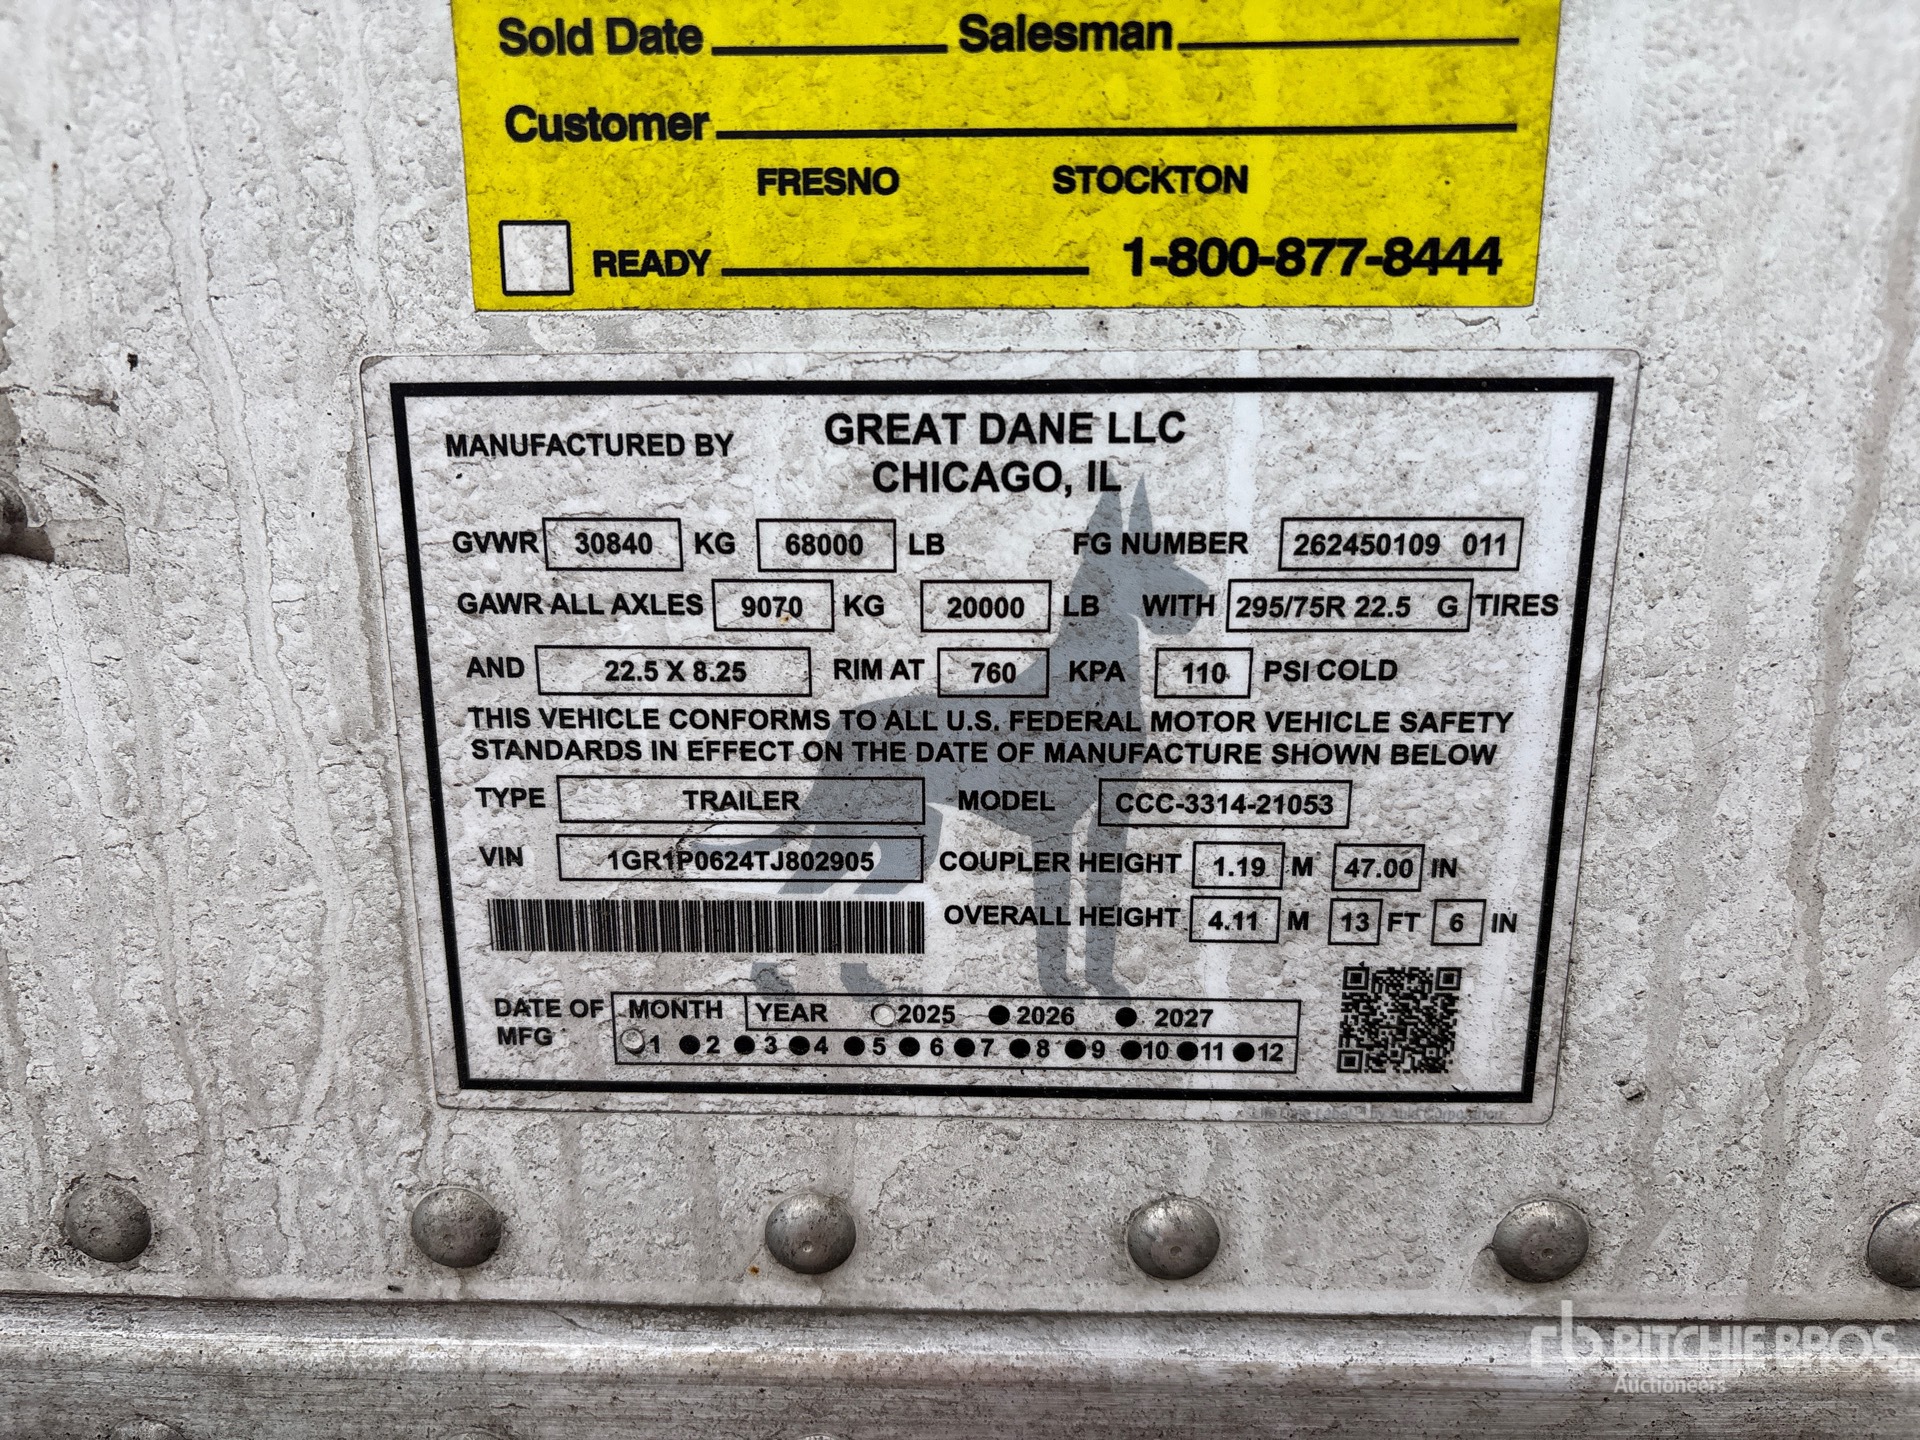 Sold Date Salesman
Customer
FRESNO STOCKTON
READY 1-800-877-8444
MANUFACTURED BY GREAT DANE LLC
CHICAGO, IL
GVWR 30840 KG 68000 LB FG NUMBER 262450109 011
GAWR ALL AXLES 9070 KG 20000 LB WITH 295/75R 22.5 G TIRES
AND 22.5 X 8.25 RIM AT 760 KPA 110 PSI COLD
THIS VEHICLE CONFORMS TO ALL U.S. FEDERAL MOTOR VEHICLE SAFETY
STANDARDS IN EFFECT ON THE DATE OF MANUFACTURE SHOWN BELOW
TYPE TRAILER MODEL CCC-3314-21053
VIN 1GR1P0624TJ802905 COUPLER HEIGHT 1.19 M 47.00 IN
OVERALL HEIGHT 4.11 M 13 FT 6 IN
DATE OF MFG MONTH YEAR 2025 2026 2027
1 2 3 4 5 6 7 8 9 10 11 12
rb RITCHIE BROS.
Auctioneers